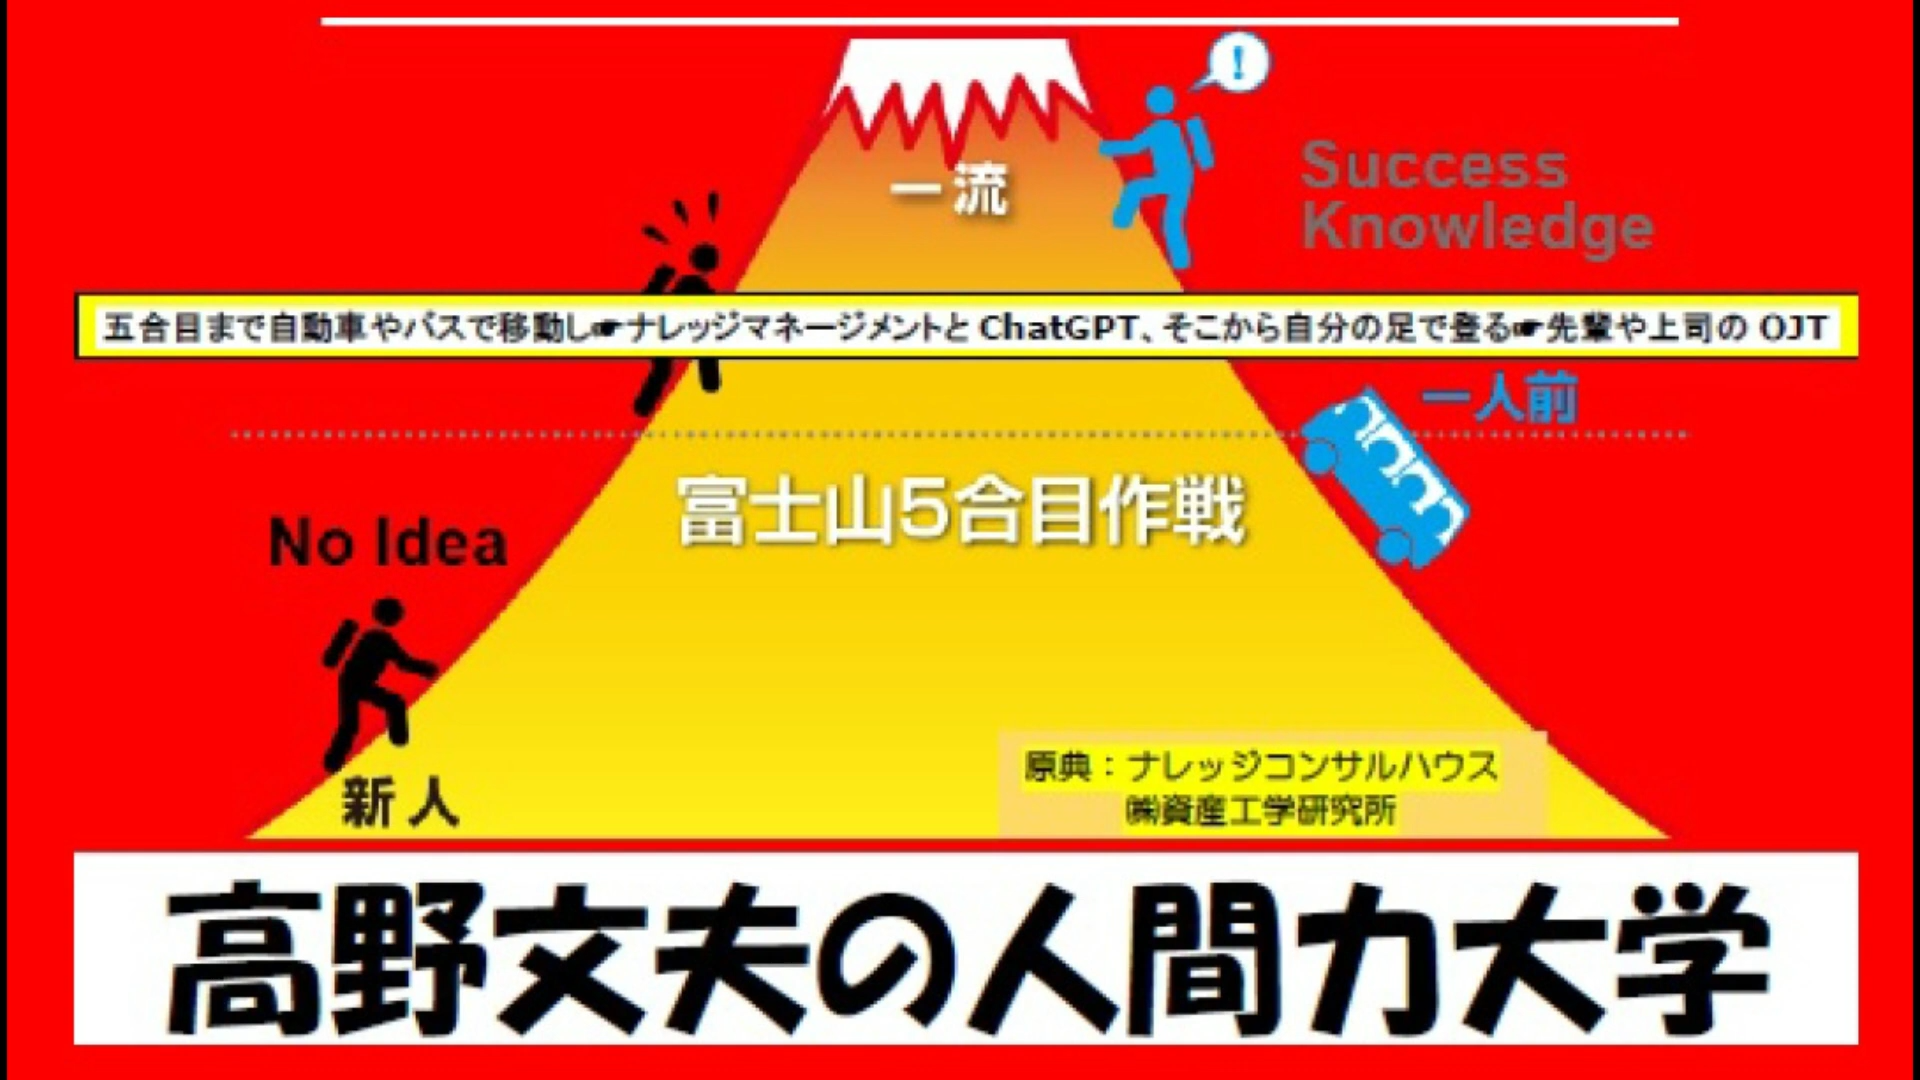 !
一流
Success
Knowledge
五合目まで自動車やバスで移動し☛ナレッジマネージメントと ChatGPT、そこから自分の足で登る☛先輩や上司の OJT
一人前
富士山5合目作戦
No Idea
新人
原典：ナレッジコンサルハウス
㈱資産工学研究所
高野文夫の人間力大学